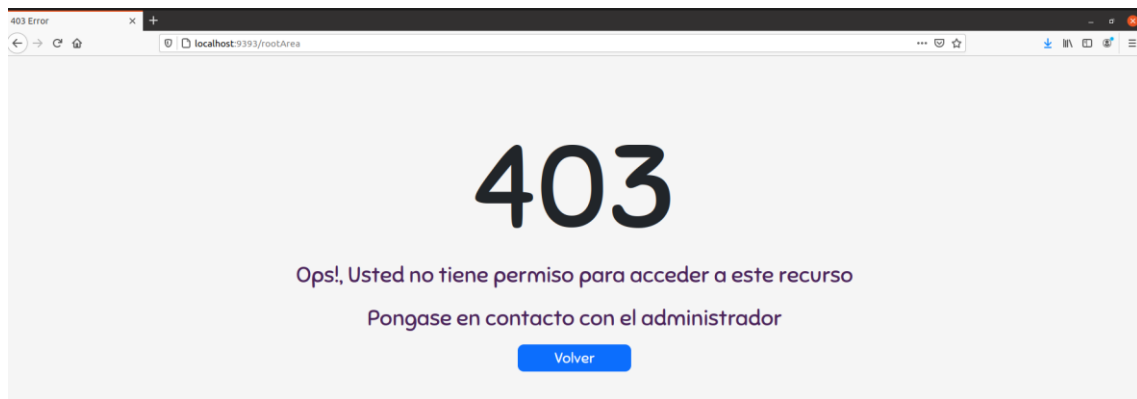 403 Error
localhost:9393/rootArea
403
Ops!, Usted no tiene permiso para acceder a este recurso
Pongase en contacto con el administrador
Volver